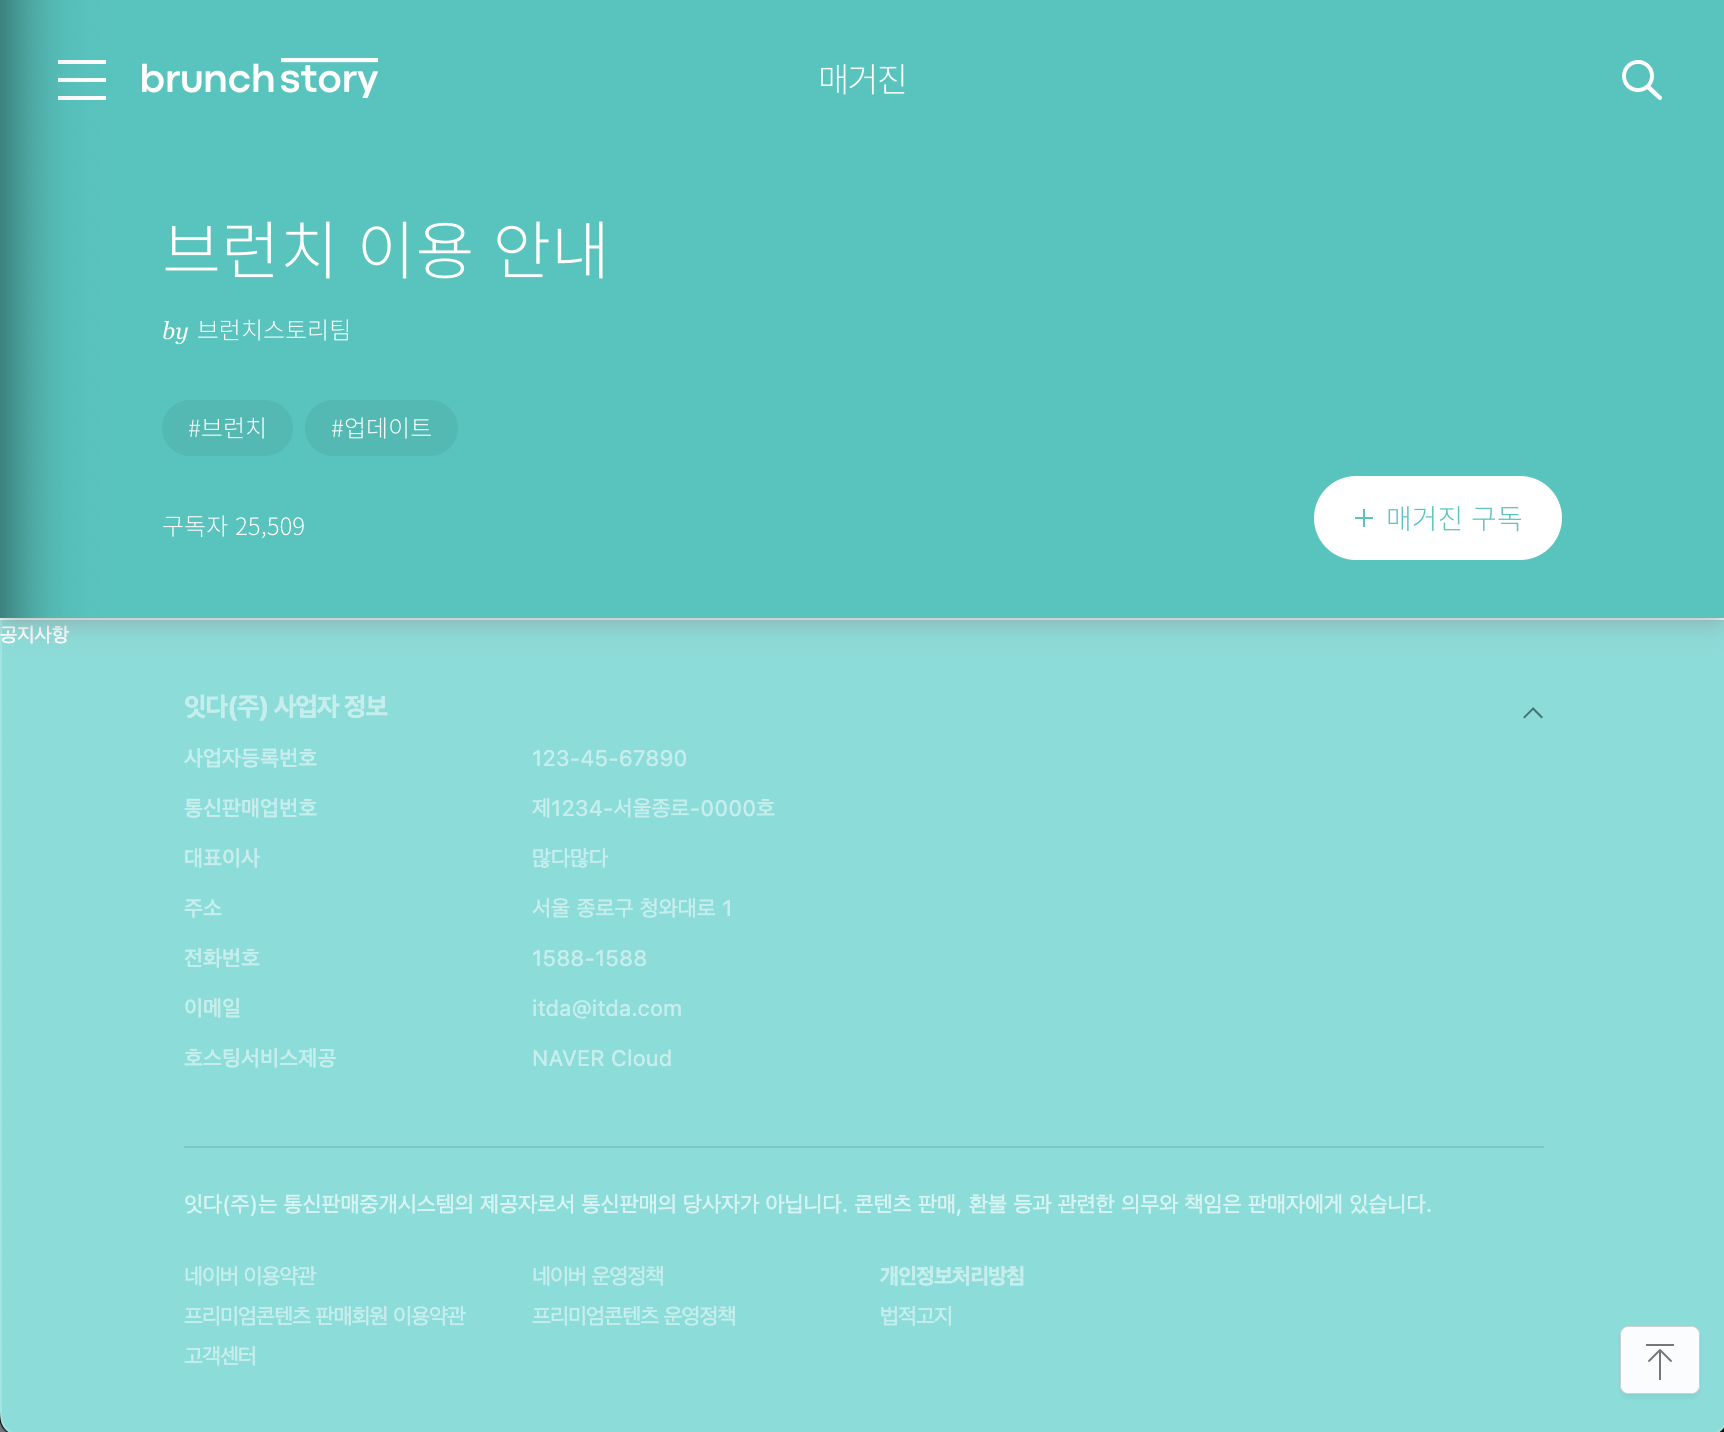 brunch story
매거진
브런치 이용 안내
by 브런치스토리팀
#브런치 #업데이트
구독자 25,509
+ 매거진 구독
공지사항
잇다(주) 사업자 정보
사업자등록번호 123-45-67890
통신판매업번호 제1234-서울종로-0000호
대표이사 많다많다
주소 서울 종로구 청와대로 1
전화번호 1588-1588
이메일 itda@itda.com
호스팅서비스제공 NAVER Cloud
잇다(주)는 통신판매중개시스템의 제공자로서 통신판매의 당사자가 아닙니다. 콘텐츠 판매, 환불 등과 관련한 의무와 책임은 판매자에게 있습니다.
네이버 이용약관 네이버 운영정책 개인정보처리방침
프리미엄콘텐츠 판매회원 이용약관 프리미엄콘텐츠 운영정책 법적고지
고객센터